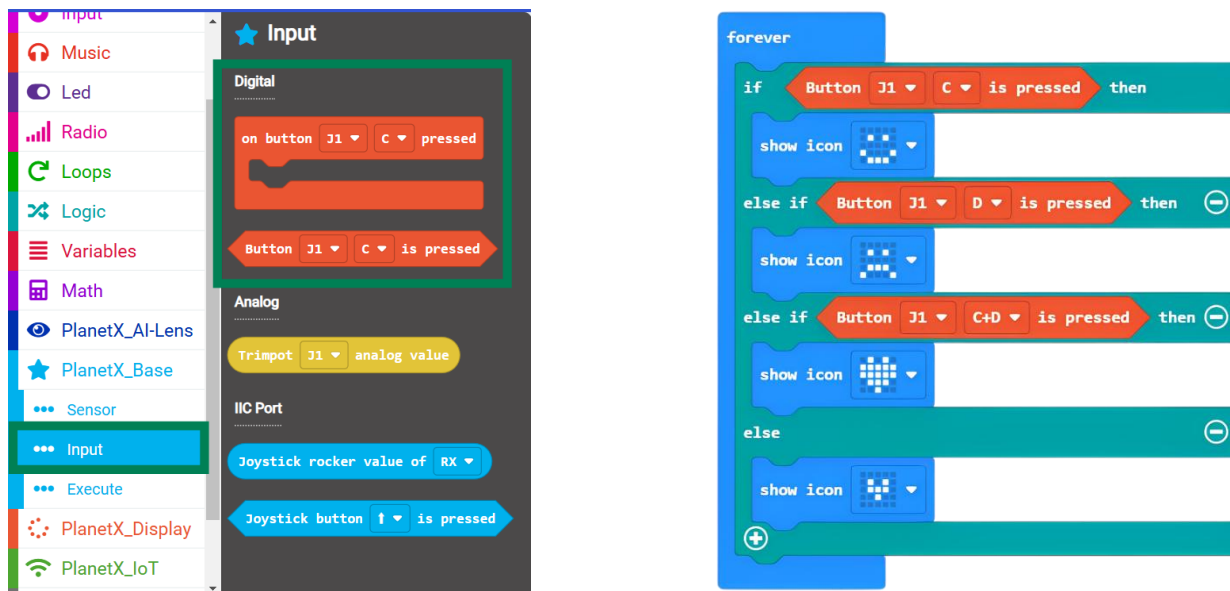 Input
Music
Led
Radio
Loops
Logic
Variables
Math
PlanetX_AI-Lens
PlanetX_Base
Sensor
Input
Execute
PlanetX_Display
PlanetX_IoT
Input
Digital
on button J1 C pressed
Button J1 C is pressed
Analog
Trimpot J1 analog value
IIC Port
Joystick rocker value of RX
Joystick button ↑ is pressed
forever
if Button J1 C is pressed then
show icon
else if Button J1 D is pressed then
show icon
else if Button J1 C+D is pressed then
show icon
else
show icon